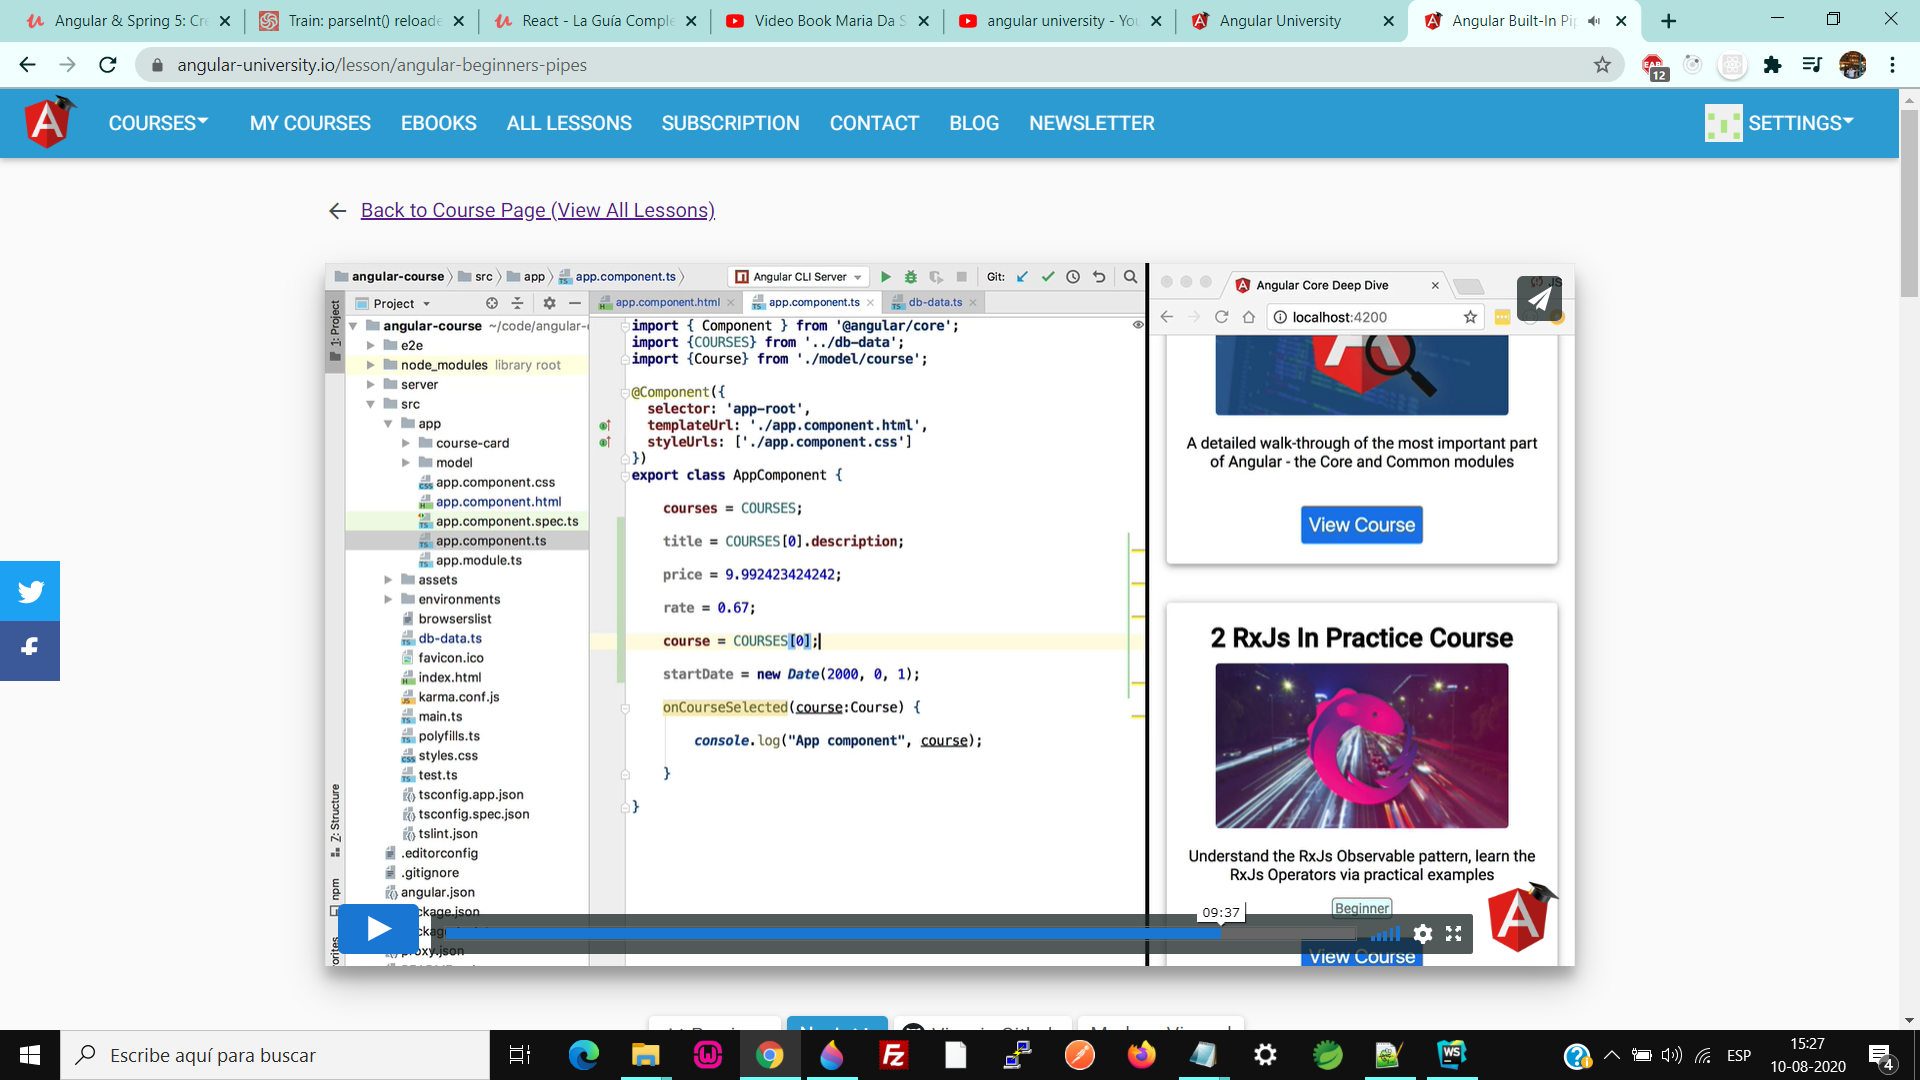 Angular & Spring 5: Cre
Train: parseInt() reloade
React - La Guía Comple
Video Book Maria Da S
angular university - You
Angular University
Angular Built-In Pip
angular-university.io/lesson/angular-beginners-pipes
12
COURSES
MY COURSES
EBOOKS
ALL LESSONS
SUBSCRIPTION
CONTACT
BLOG
NEWSLETTER
SETTINGS
Back to Course Page (View All Lessons)
angular-course
src
app
app.component.ts
Angular CLI Server
Git:
Project
app.component.html
app.component.ts
db-data.ts
1: Project
angular-course ~/code/angular-
e2e
node_modules library root
server
src
app
course-card
model
app.component.css
app.component.html
app.component.spec.ts
app.component.ts
app.module.ts
assets
environments
browserslist
db-data.ts
favicon.ico
index.html
karma.conf.js
main.ts
polyfills.ts
styles.css
test.ts
tsconfig.app.json
tsconfig.spec.json
tslint.json
.editorconfig
.gitignore
angular.json
proxy.json
Z: Structure
npm
import { Component } from '@angular/core';
import {COURSES} from '../db-data';
import {Course} from './model/course';
@Component({
selector: 'app-root',
templateUrl: './app.component.html',
styleUrls: ['./app.component.css']
})
export class AppComponent {
courses = COURSES;
title = COURSES[0].description;
price = 9.992423424242;
rate = 0.67;
course = COURSES[0];
startDate = new Date(2000, 0, 1);
onCourseSelected(course:Course) {
console.log("App component", course);
}
}
Angular Core Deep Dive
localhost:4200
A detailed walk-through of the most important part
of Angular - the Core and Common modules
View Course
2 RxJs In Practice Course
Understand the RxJs Observable pattern, learn the
RxJs Operators via practical examples
Beginner
View Course
09:37
Escribe aquí para buscar
ESP
15:27
10-08-2020
4